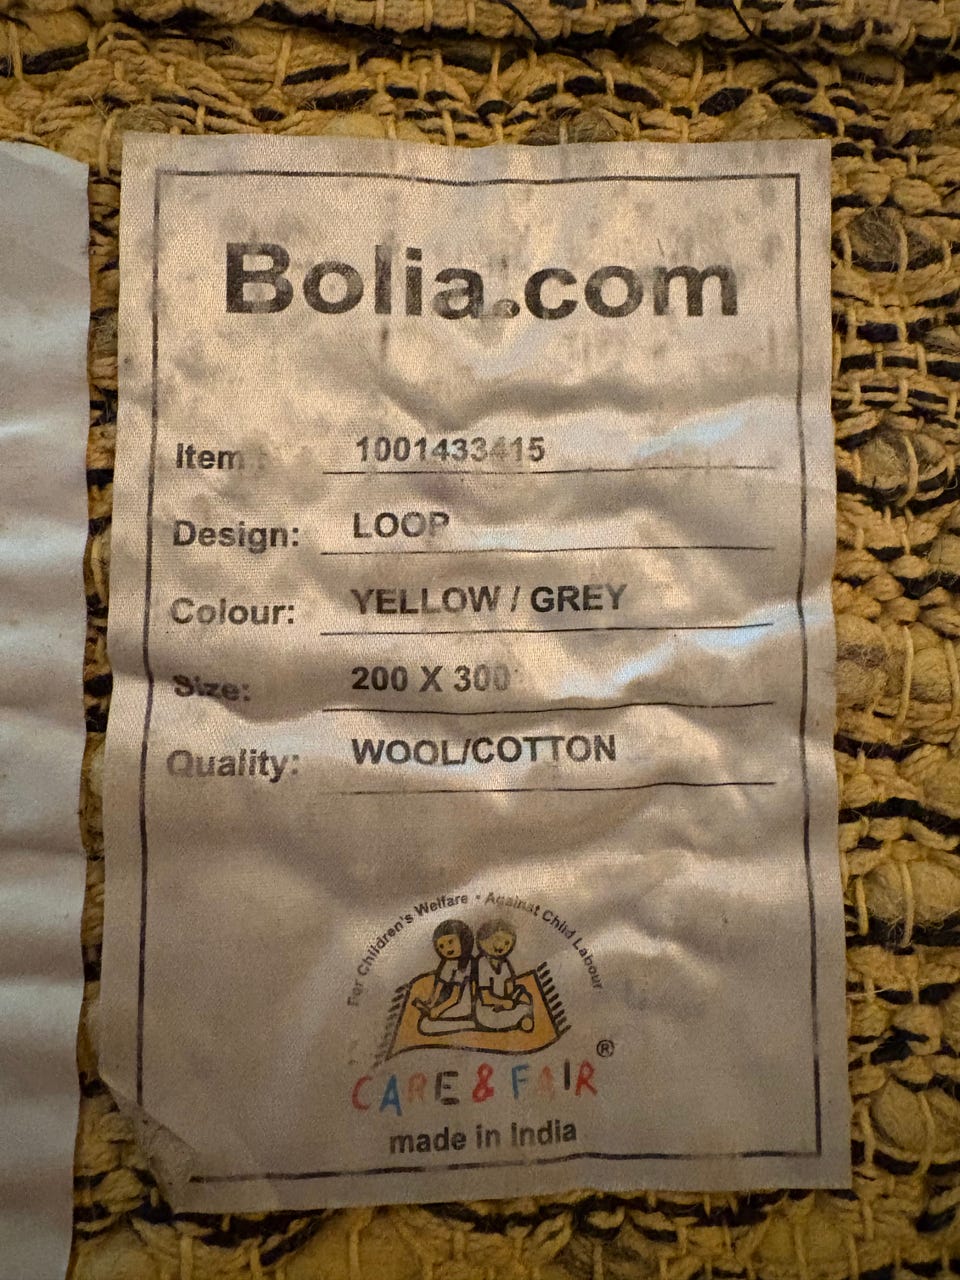 Bolia.com
Item : 1001433415
Design: LOOP
Colour: YELLOW / GREY
Size: 200 X 300
Quality: WOOL/COTTON
For Children's Welfare • Against Child Labour
CARE & FAIR ®
made in India